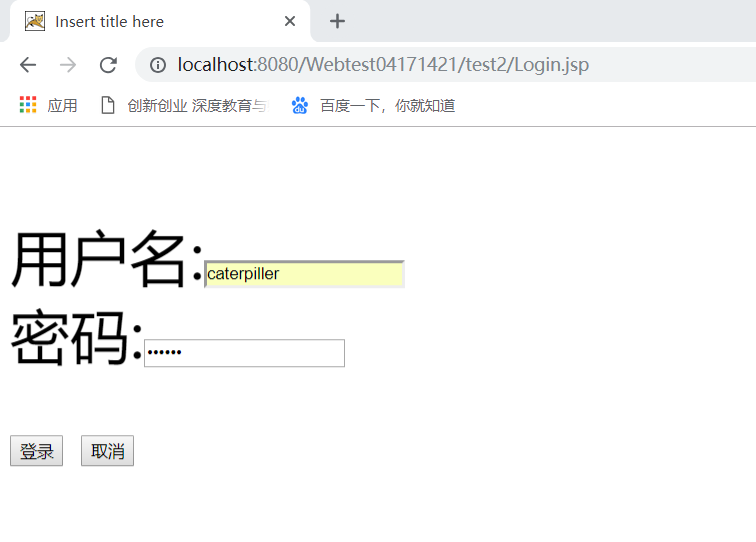 Insert title here
localhost:8080/Webtest04171421/test2/Login.jsp
应用 创新创业 深度教育与 百度一下，你就知道
用户名:caterpiller
密码:••••••
登录 取消